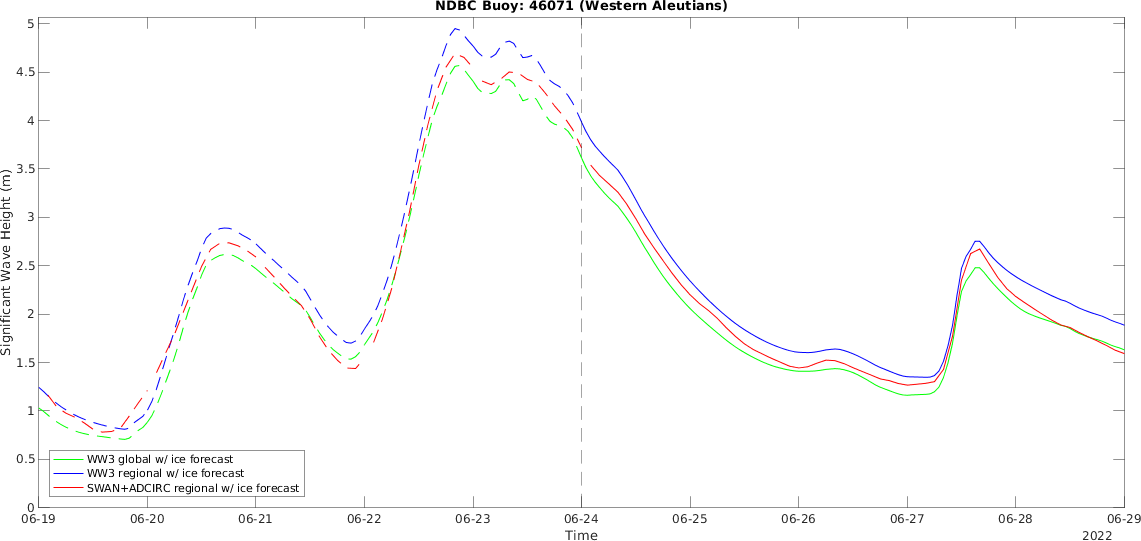 NDBC Buoy: 46071 (Western Aleutians)
Significant Wave Height (m)
5
4.5
4
3.5
3
2.5
2
1.5
1
0.5
0
WW3 global w/ ice forecast
WW3 regional w/ ice forecast
SWAN+ADCIRC regional w/ ice forecast
06-19 06-20 06-21 06-22 06-23 06-24 06-25 06-26 06-27 06-28 06-29
Time
2022